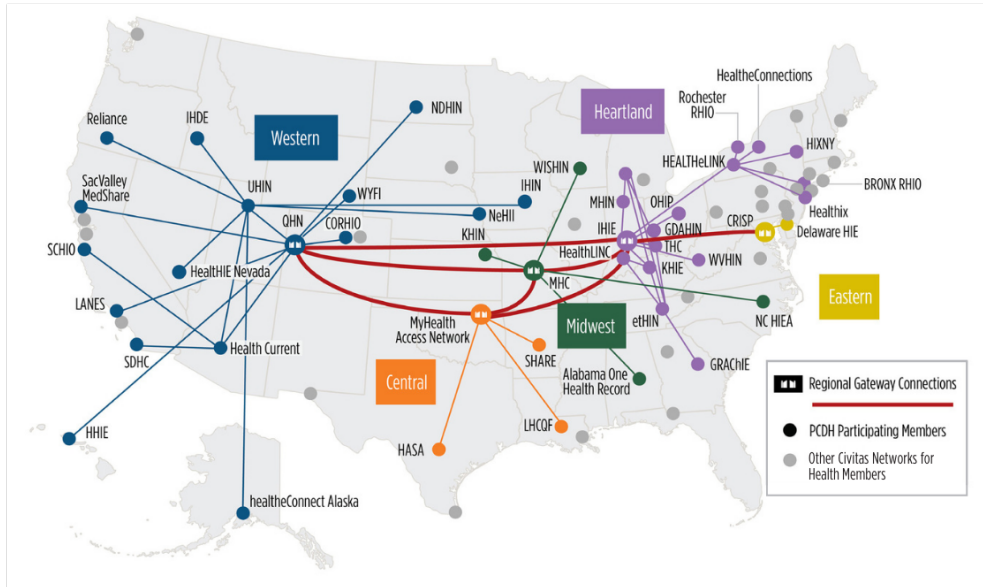 HealtheConnections
Rochester
RHIO
Heartland
NDHIN
Reliance
IHDE
Western
HEALTHeLINK
HIXNY
WISHIN
SacValley
MedShare
UHIN
WYFI
IHIN
BRONX RHIO
MHIN
OHIP
QHN
CORHIO
NeHII
CRISP
Healthix
IHIE
GDAHIN
Delaware HIE
SCHIO
KHIN
HealthLINC
THC
HealtHIE Nevada
MHC
KHIE
WVHIN
LANES
MyHealth
Access Network
Midwest
etHIN
NC HIEA
Eastern
SDHC
Health Current
SHARE
Central
Alabama One
Health Record
GRAChIE
Regional Gateway Connections
HHIE
LHCQF
PCDH Participating Members
HASA
Other Civitas Networks for
Health Members
healtheConnect Alaska